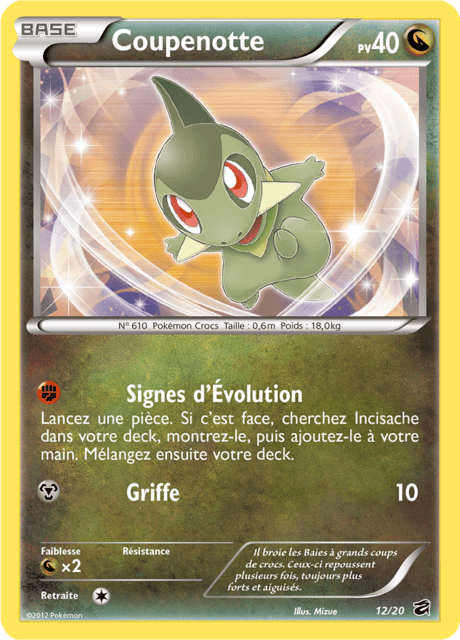 BASE
Coupenotte
PV40
N° 610 Pokémon Crocs Taille : 0,6m Poids : 18,0kg
Signes d'Évolution
Lancez une pièce. Si c'est face, cherchez Incisache
dans votre deck, montrez-le, puis ajoutez-le à votre
main. Mélangez ensuite votre deck.
Griffe 10
Faiblesse Résistance
×2
Il broie les Baies à grands coups
de crocs. Ceux-ci repoussent
plusieurs fois, toujours plus
forts et aiguisés.
Retraite
©2012 Pokémon
Illus. Mizue
12/20